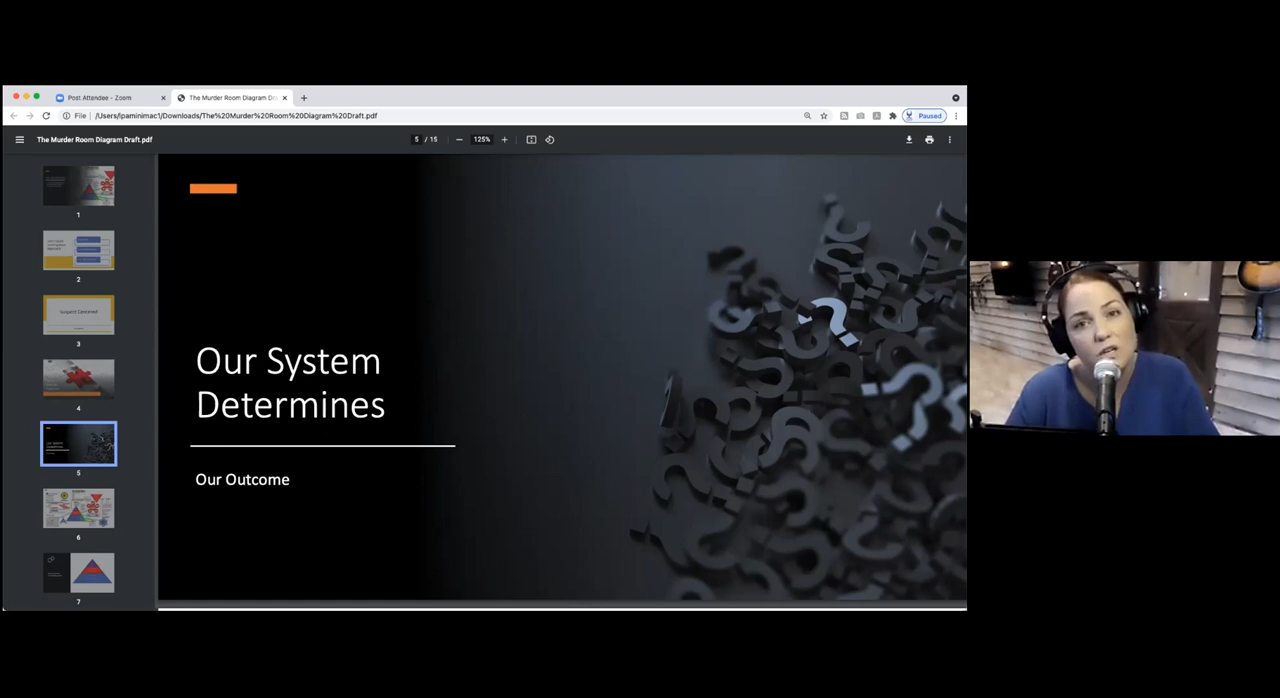 Post Attendee - Zoom
The Murder Room Diagram Dr
File
/Users/ipaminimac1/Downloads/The%20Murder%20Room%20Diagram%20Draft.pdf
Paused
The Murder Room Diagram Draft.pdf
5 / 15
125%
1
2
Suspect Centered
3
4
5
6
7
Our System
Determines
Our Outcome